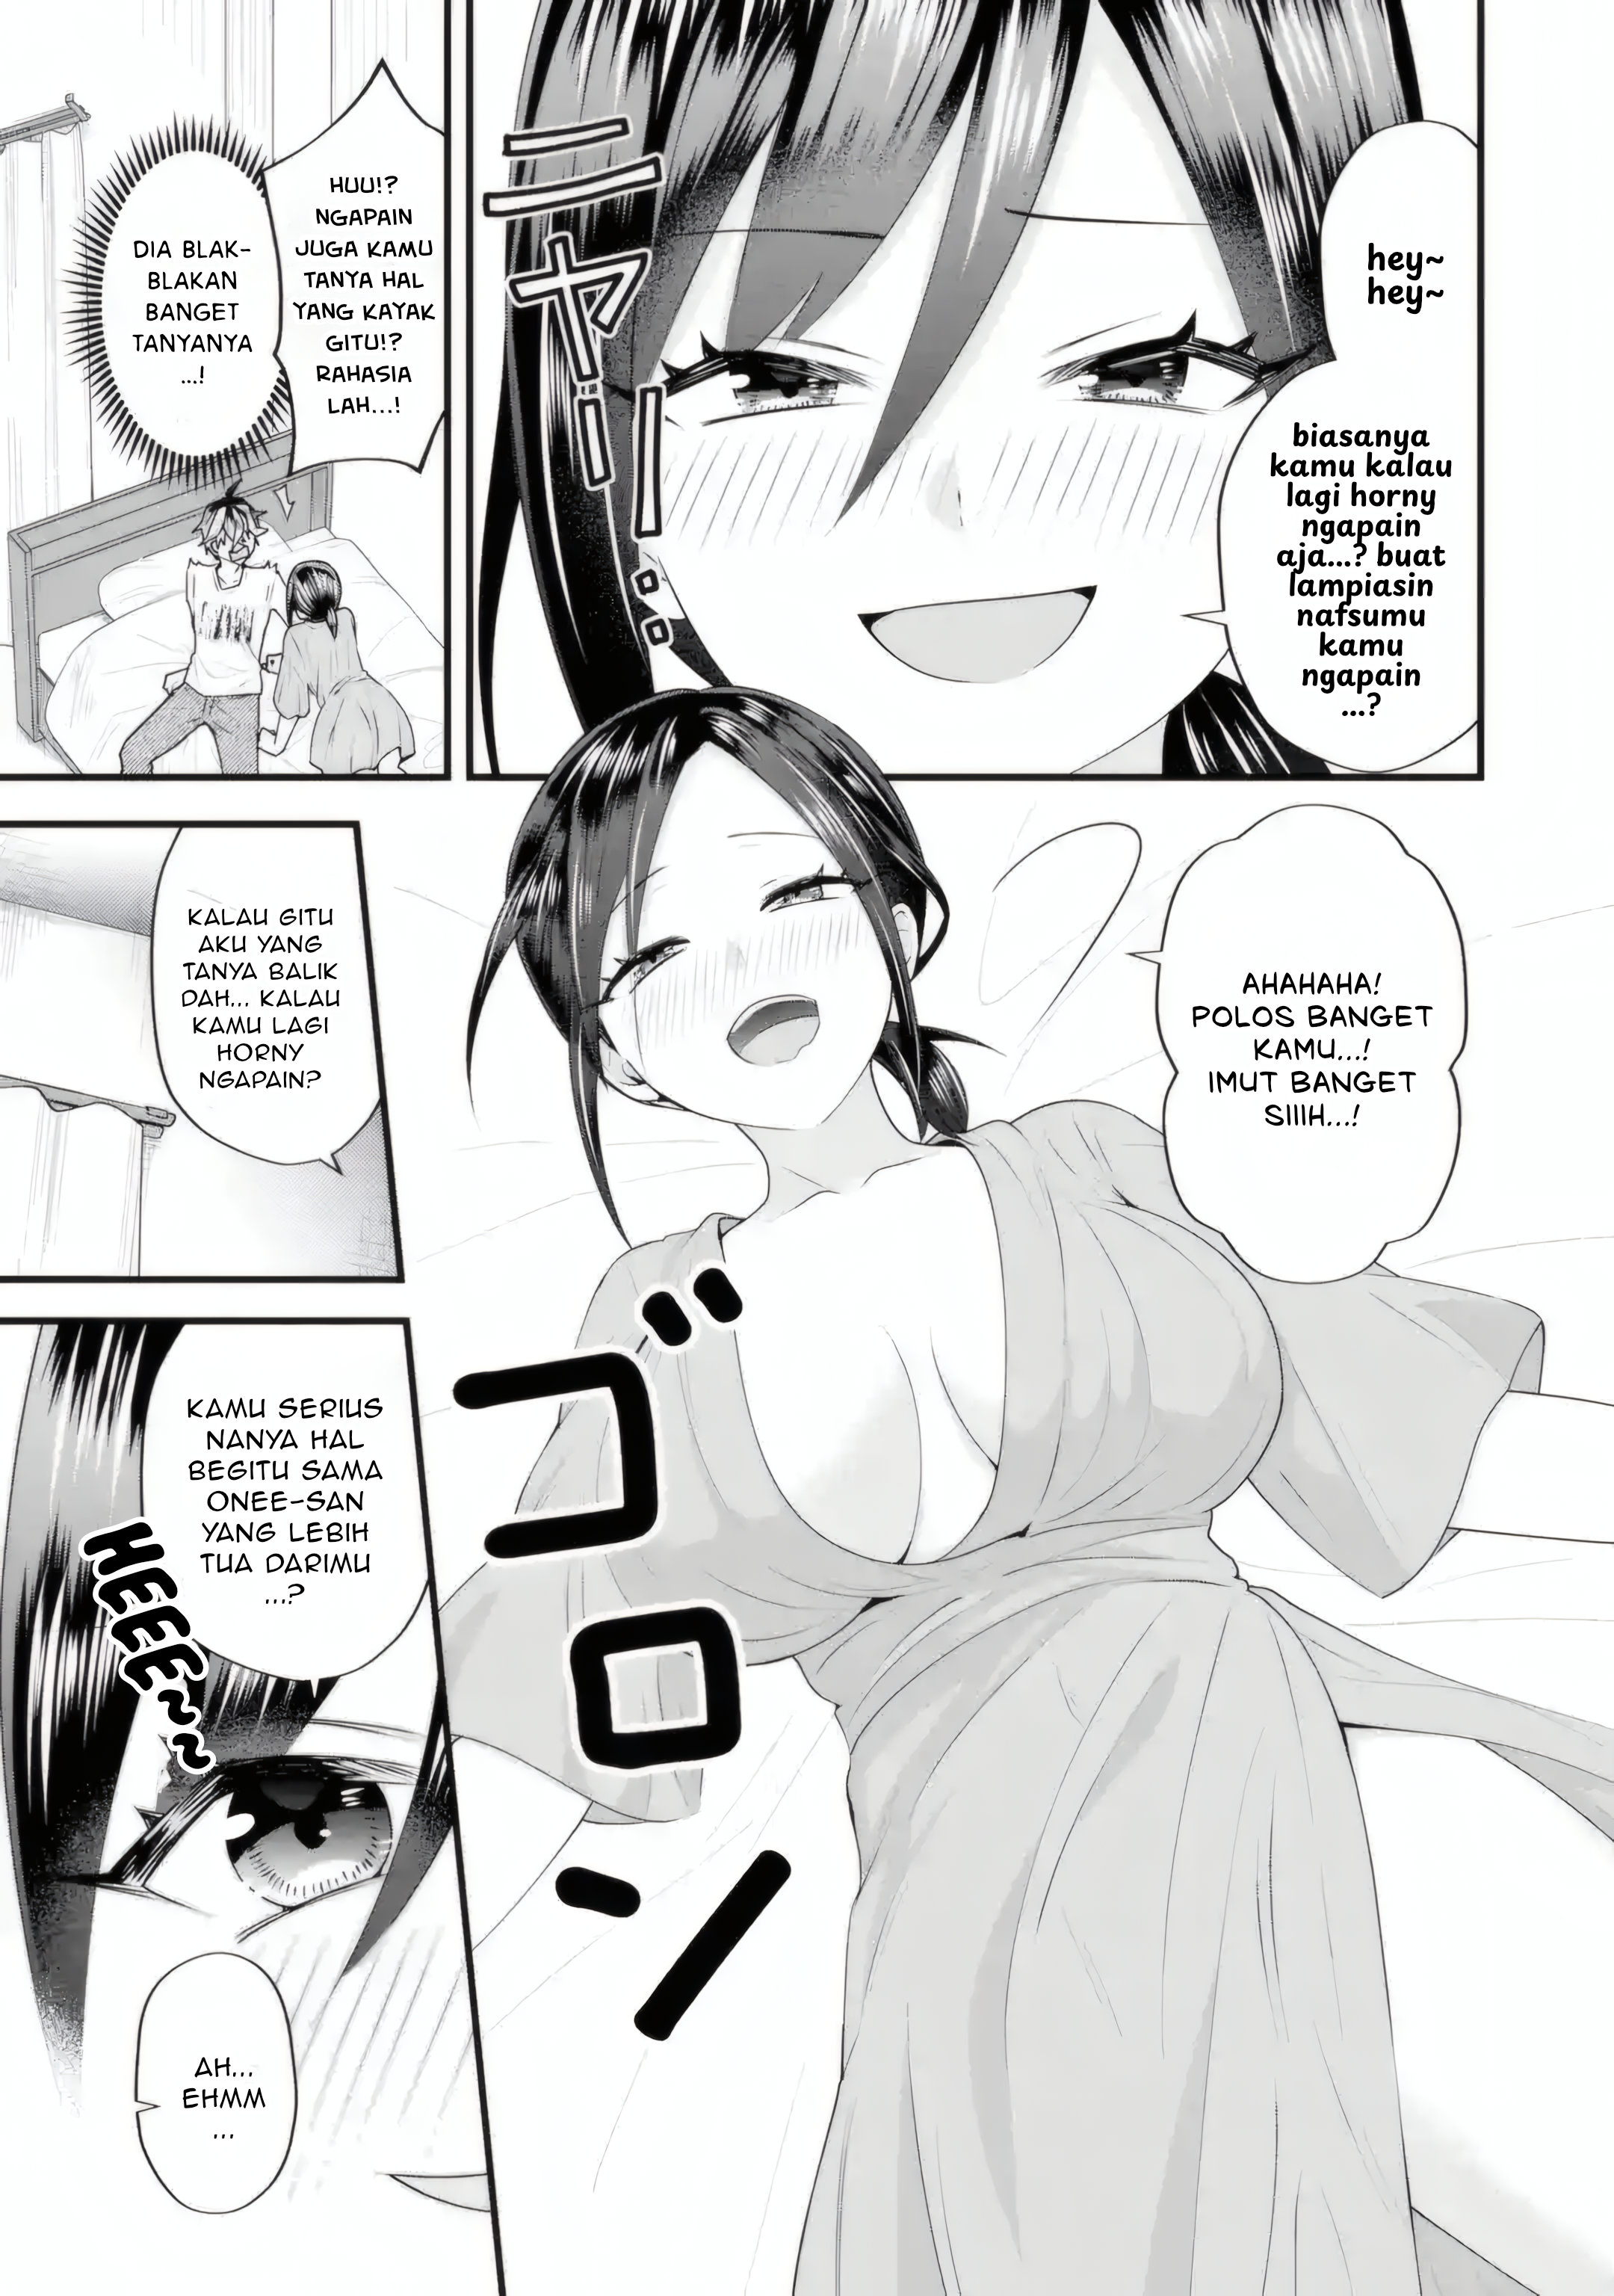 hey~
hey~
biasanya
kamu kalau
lagi horny
ngapain
aja...? buat
lampiasin
nafsumu
kamu
ngapain
...?
ニヤーーッ
HUU!?
NGAPAIN
JUGA KAMU
TANYA HAL
YANG KAYAK
GITU!?
RAHASIA
LAH...!
DIA BLAK-
BLAKAN
BANGET
TANYANYA
...!
AHAHAHA!
POLOS BANGET
KAMU...!
IMUT BANGET
SIIIH...!
ゴロン
KALAU GITU
AKU YANG
TANYA BALIK
DAH... KALAU
KAMU LAGI
HORNY
NGAPAIN?
KAMU SERIUS
NANYA HAL
BEGITU SAMA
ONEE-SAN
YANG LEBIH
TUA DARIMU
...?
HEEE~~
AH...
EHMM
...